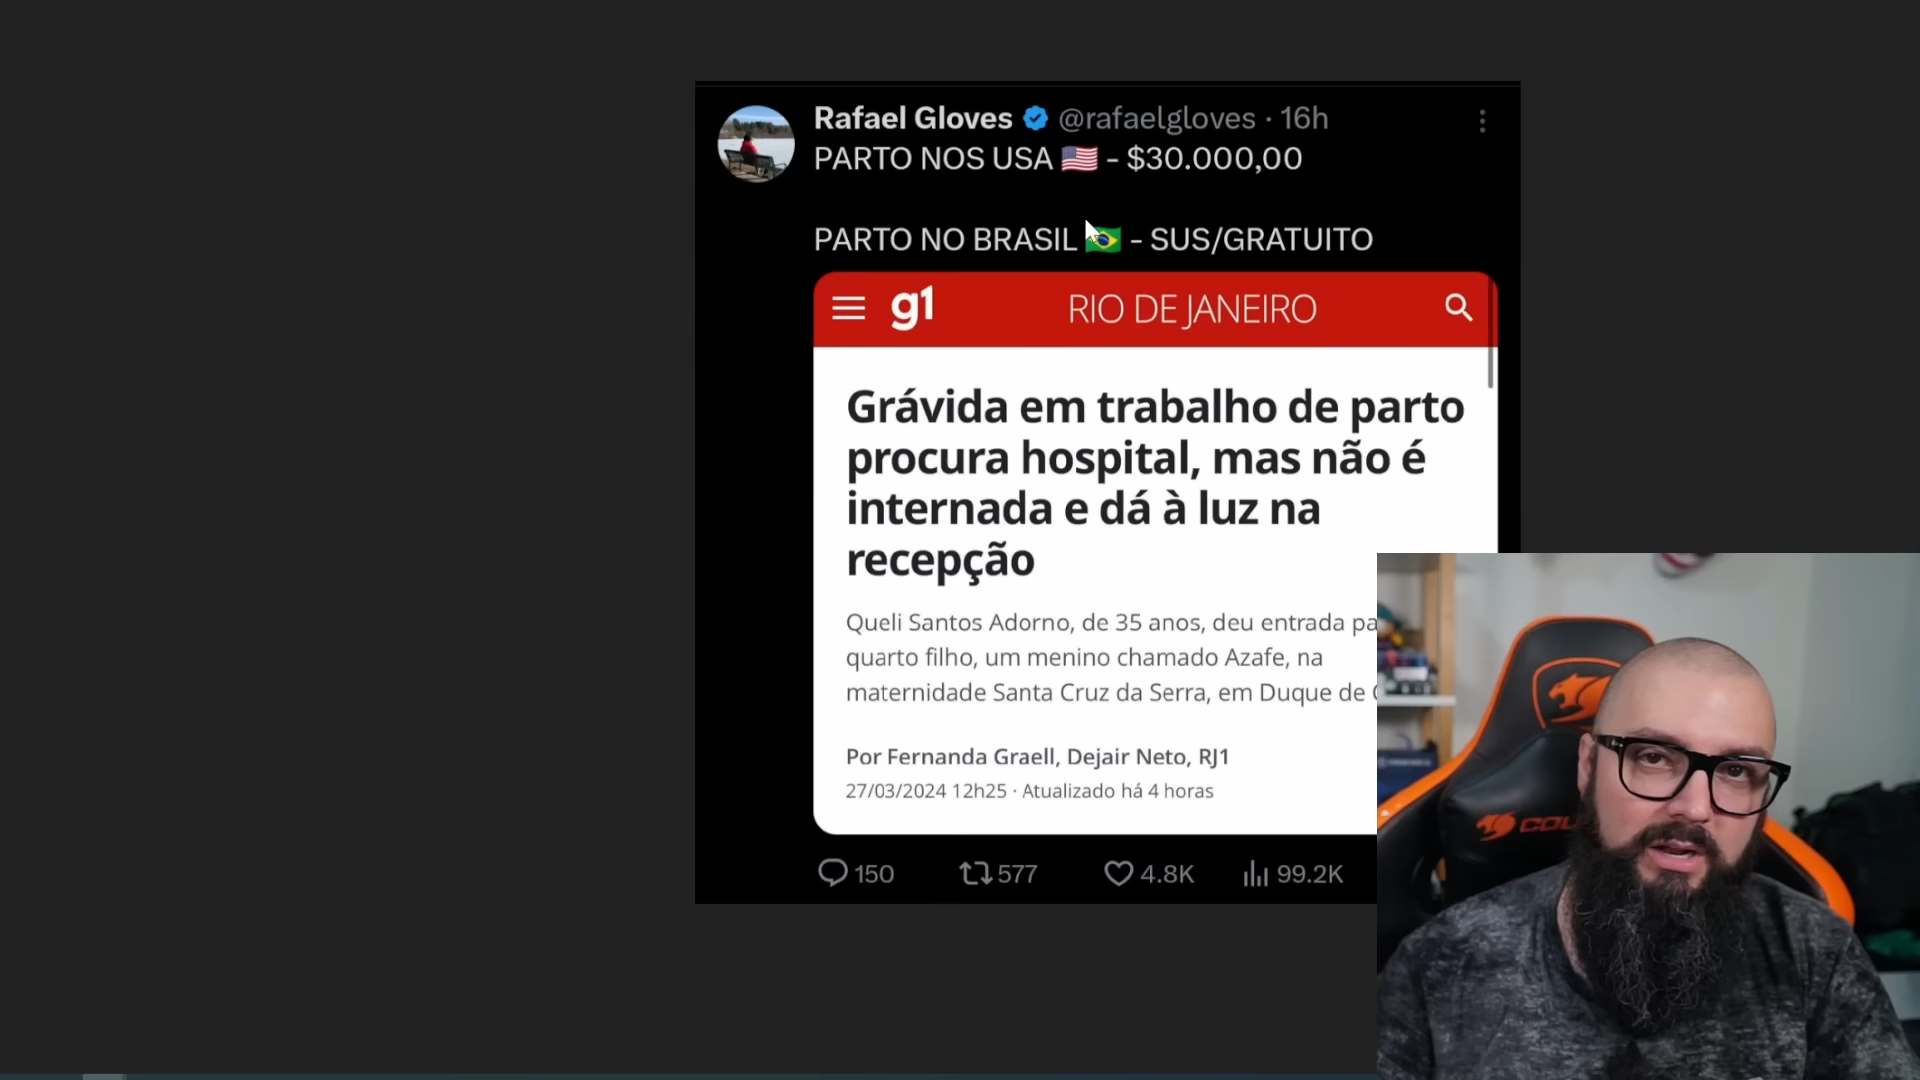 Rafael Gloves @rafaelgloves · 16h
PARTO NOS USA 🇺🇸 - $30.000,00
PARTO NO BRASIL 🇧🇷 - SUS/GRATUITO
g1 RIO DE JANEIRO
Grávida em trabalho de parto
procura hospital, mas não é
internada e dá à luz na
recepção
Queli Santos Adorno, de 35 anos, deu entrada
quarto filho, um menino chamado Azafe, na
maternidade Santa Cruz da Serra, em Duque de
Por Fernanda Graell, Dejair Neto, RJ1
27/03/2024 12h25 · Atualizado há 4 horas
150 577 4.8K 99.2K